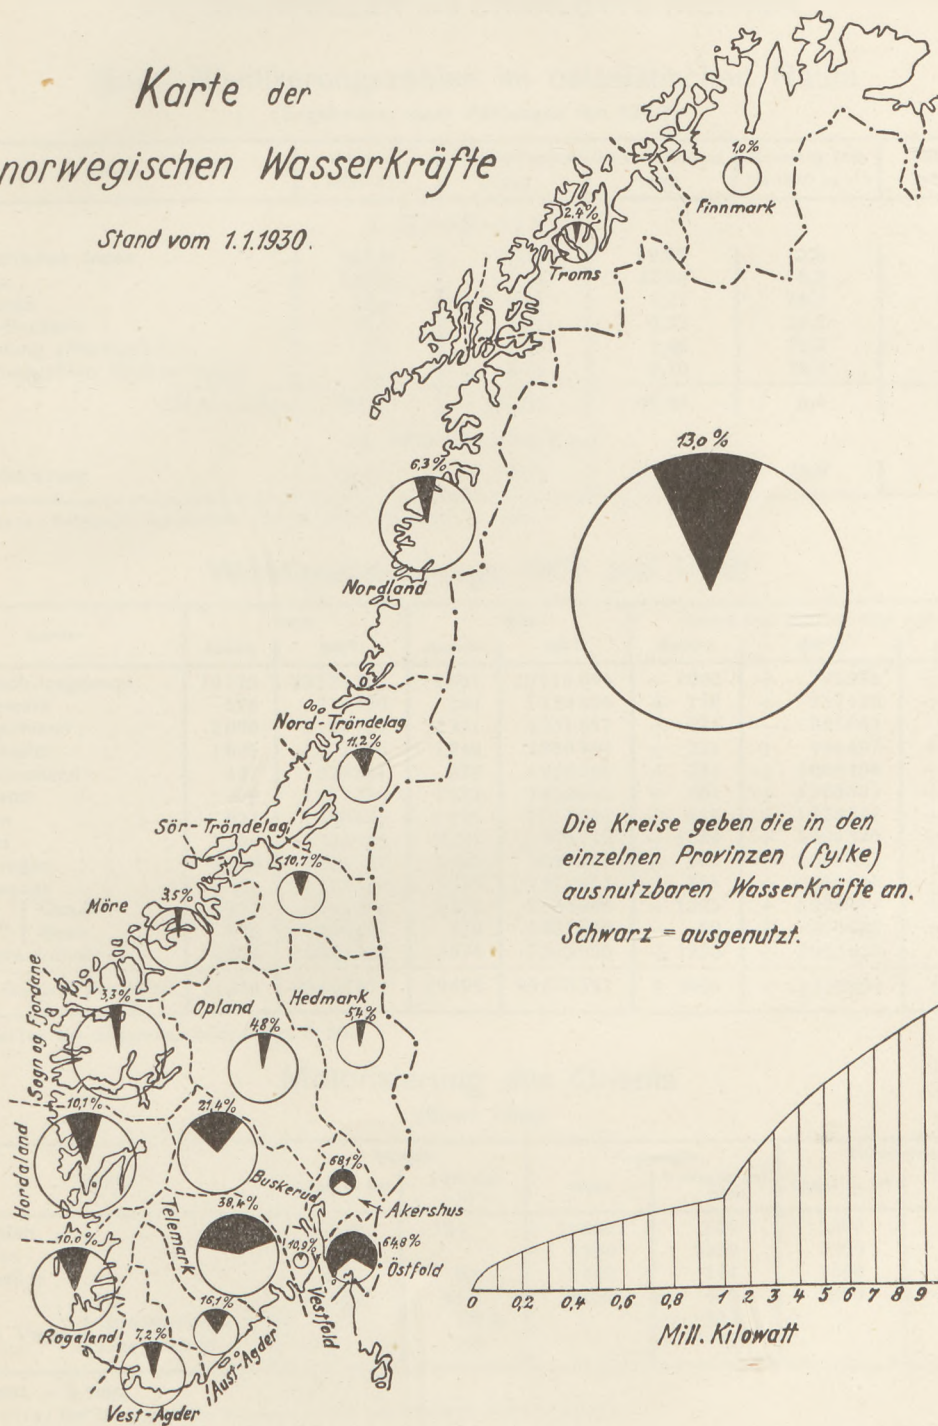 Karte der
norwegischen Wasserkräfte
Stand vom 1.1.1930.
1,0%
Finnmark
2,4%
Troms
13,0%
6,3%
Nordland
Nord-Tröndelag
11,2%
Sör-Tröndelag
10,7%
Möre
3,5%
Die Kreise geben die in den
einzelnen Provinzen (fylke)
ausnutzbaren Wasserkräfte an.
Schwarz = ausgenutzt.
Sogn og Fjordane
3,3%
Opland
4,8%
Hedmark
5,4%
Hordaland
10,1%
21,4%
Buskerud
68,1%
Akershus
Telemark
38,4%
10,9%
Vestfold
64,8%
Östfold
10,0%
Rogaland
16,1%
Aust-Agder
7,2%
Vest-Agder
0 0,2 0,4 0,6 0,8 1 2 3 4 5 6 7 8 9
Mill. Kilowatt